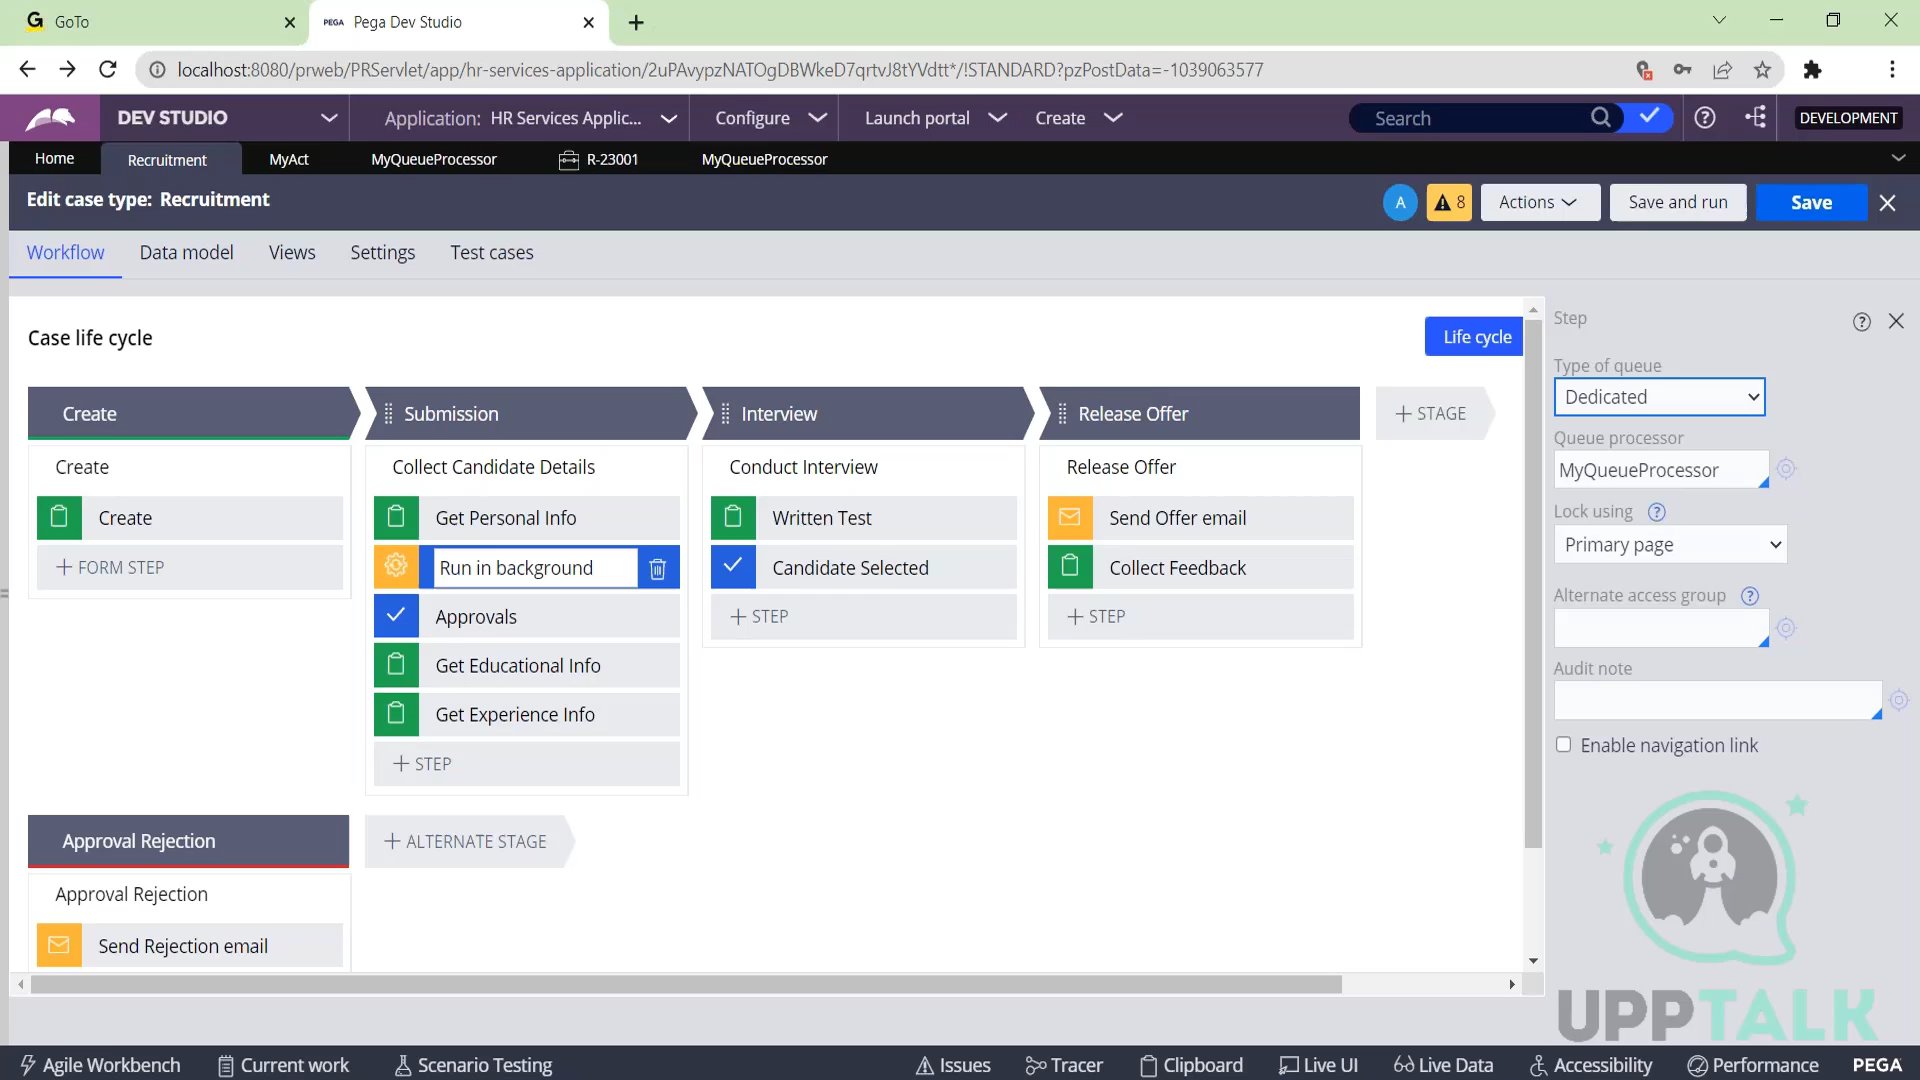 GoTo
PEGA Pega Dev Studio
localhost:8080/prweb/PRServlet/app/hr-services-application/2uPAvypzNATOgDBWkeD7qrtvJ8tYVdtt*/!STANDARD?pzPostData=-1039063577
DEV STUDIO
Application: HR Services Applic...
Configure
Launch portal
Create
Search
DEVELOPMENT
Home
Recruitment
MyAct
MyQueueProcessor
R-23001
MyQueueProcessor
Edit case type: Recruitment
A
8
Actions
Save and run
Save
Workflow
Data model
Views
Settings
Test cases
Case life cycle
Life cycle
Create
Submission
Interview
Release Offer
+ STAGE
Create
Create
+ FORM STEP
Collect Candidate Details
Get Personal Info
Run in background
Approvals
Get Educational Info
Get Experience Info
+ STEP
Conduct Interview
Written Test
Candidate Selected
+ STEP
Release Offer
Send Offer email
Collect Feedback
+ STEP
Approval Rejection
+ ALTERNATE STAGE
Approval Rejection
Send Rejection email
Step
Type of queue
Dedicated
Queue processor
MyQueueProcessor
Lock using
Primary page
Alternate access group
Audit note
Enable navigation link
UPPTALK
Agile Workbench
Current work
Scenario Testing
Issues
Tracer
Clipboard
Live UI
Live Data
Accessibility
Performance
PEGA